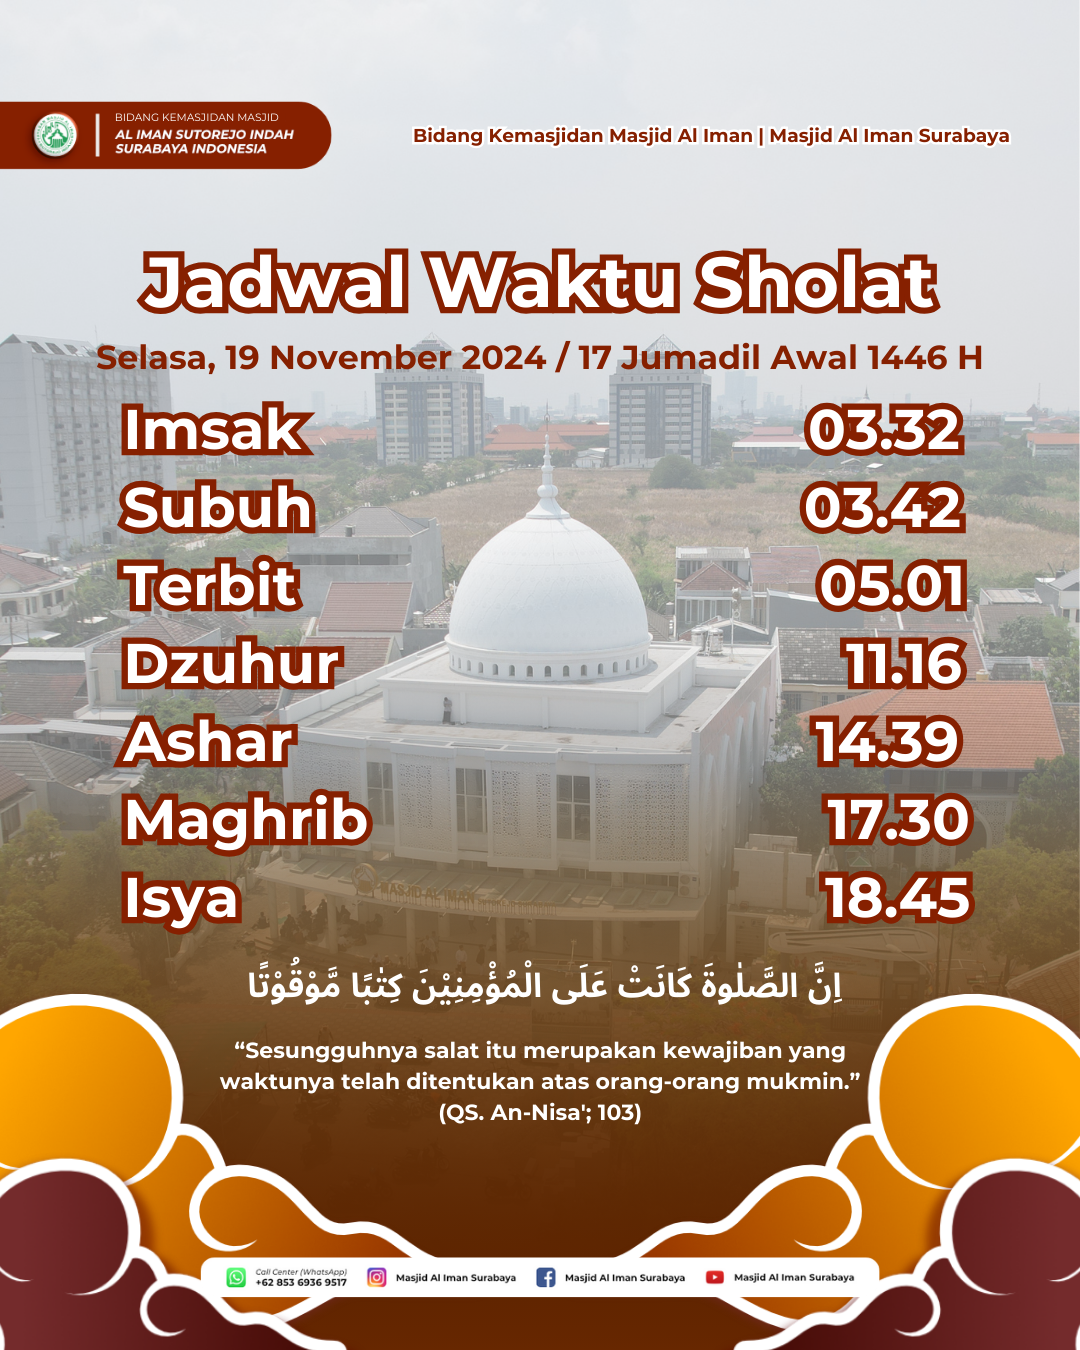 BIDANG KEMASJIDAN MASJID
AL IMAN SUTOREJO INDAH
SURABAYA INDONESIA
Bidang Kemasjidan Masjid Al Iman | Masjid Al Iman Surabaya
Jadwal Waktu Sholat
Selasa, 19 November 2024 / 17 Jumadil Awal 1446 H
Imsak 03.32
Subuh 03.42
Terbit 05.01
Dzuhur 11.16
Ashar 14.39
Maghrib 17.30
Isya 18.45
MASJID AL IMAN
اِنَّ الصَّلٰوةَ كَانَتْ عَلَى الْمُؤْمِنِيْنَ كِتٰبًا مَّوْقُوْتًا
“Sesungguhnya salat itu merupakan kewajiban yang
waktunya telah ditentukan atas orang-orang mukmin.”
(QS. An-Nisa'; 103)
Call Center (WhatsApp)
+62 853 6936 9517
Masjid Al Iman Surabaya
Masjid Al Iman Surabaya
Masjid Al Iman Surabaya